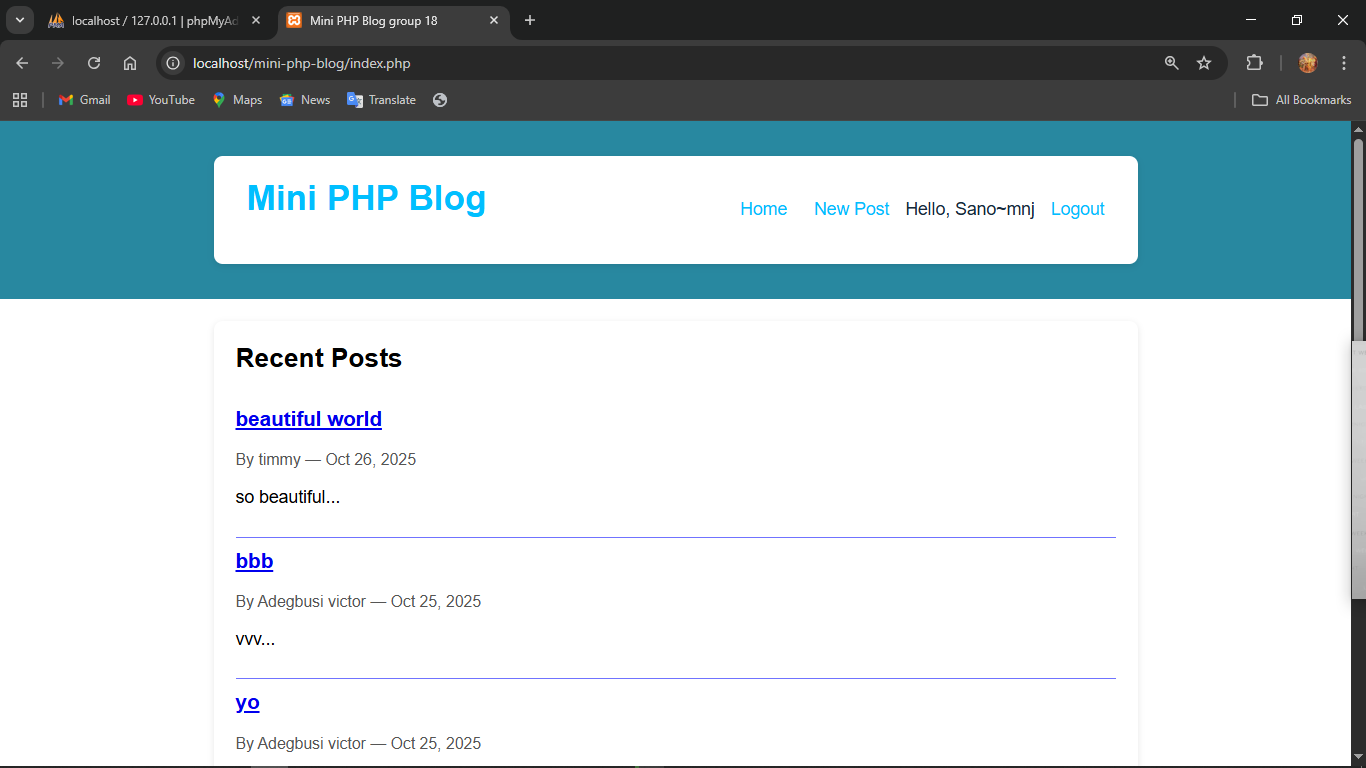 localhost / 127.0.0.1 | phpMyAd
Mini PHP Blog group 18
localhost/mini-php-blog/index.php
Gmail
YouTube
Maps
News
Translate
All Bookmarks
Mini PHP Blog
Home New Post Hello, Sano~mnj Logout
Recent Posts
beautiful world
By timmy — Oct 26, 2025
so beautiful...
bbb
By Adegbusi victor — Oct 25, 2025
vvv...
yo
By Adegbusi victor — Oct 25, 2025